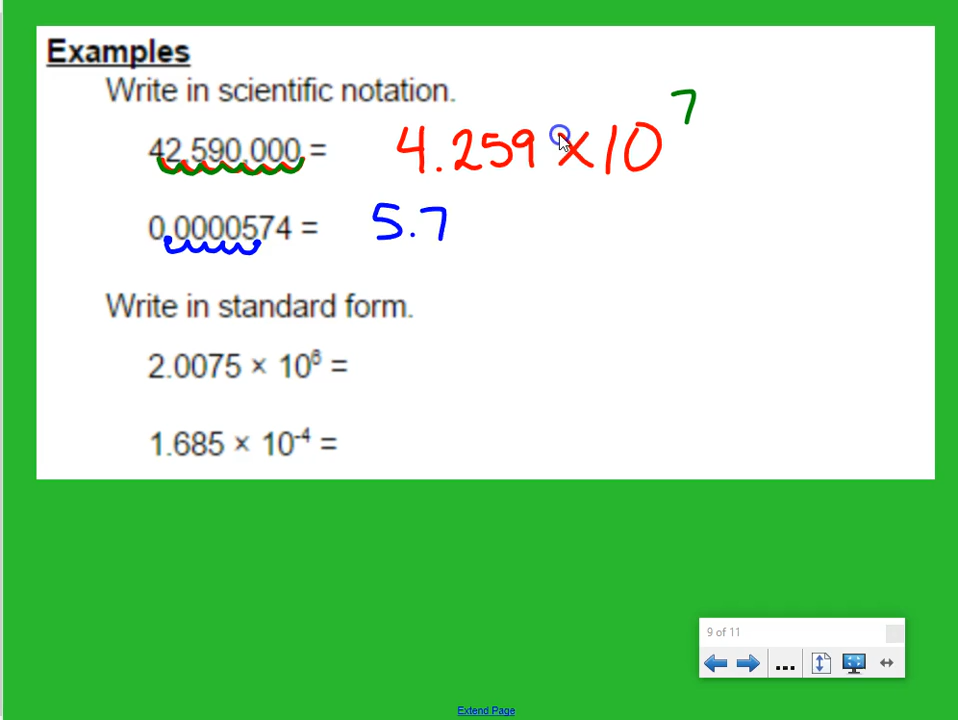 Examples
Write in scientific notation.
42,590,000 = 4.259 × 10⁷
0.0000574 = 5.7
Write in standard form.
2.0075 × 10⁶ =
1.685 × 10⁻⁴ =
9 of 11
...
Extend Page